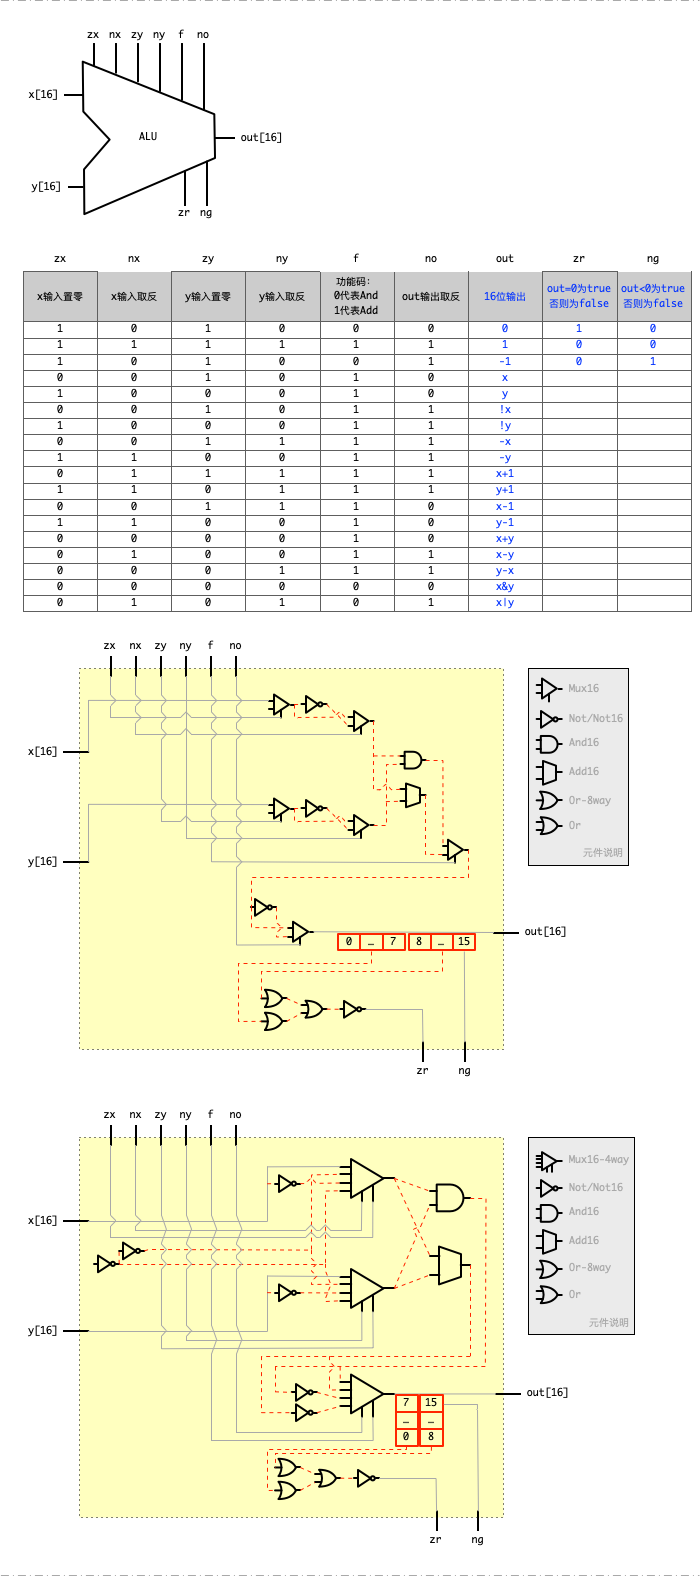 zx nx zy ny f no
x[16]
ALU
out[16]
y[16]
zr ng
zx nx zy ny f no out zr ng
x输入置零 x输入取反 y输入置零 y输入取反 功能码: out输出取反 16位输出 out=0为true out<0为true
0代表And 否则为false 否则为false
1代表Add
1 0 1 0 0 0 0 1 0
1 1 1 1 1 1 1 0 0
1 0 1 0 0 1 -1 0 1
0 0 1 0 1 0 x
1 0 0 0 1 0 y
0 0 1 0 1 1 !x
1 0 0 0 1 1 !y
0 0 1 1 1 1 -x
1 1 0 0 1 1 -y
0 1 1 1 1 1 x+1
1 1 0 1 1 1 y+1
0 0 1 1 1 0 x-1
1 1 0 0 1 0 y-1
0 0 0 0 1 0 x+y
0 1 0 0 1 1 x-y
0 0 0 1 1 1 y-x
0 0 0 0 0 0 x&y
0 1 0 1 0 1 x|y
zx nx zy ny f no
Mux16
Not/Not16
And16
Add16
Or-8way
Or
元件说明
x[16]
y[16]
out[16]
0 … 7 8 … 15
zr ng
zx nx zy ny f no
Mux16-4way
Not/Not16
And16
Add16
Or-8way
Or
元件说明
x[16]
y[16]
out[16]
7 15
… …
0 8
zr ng